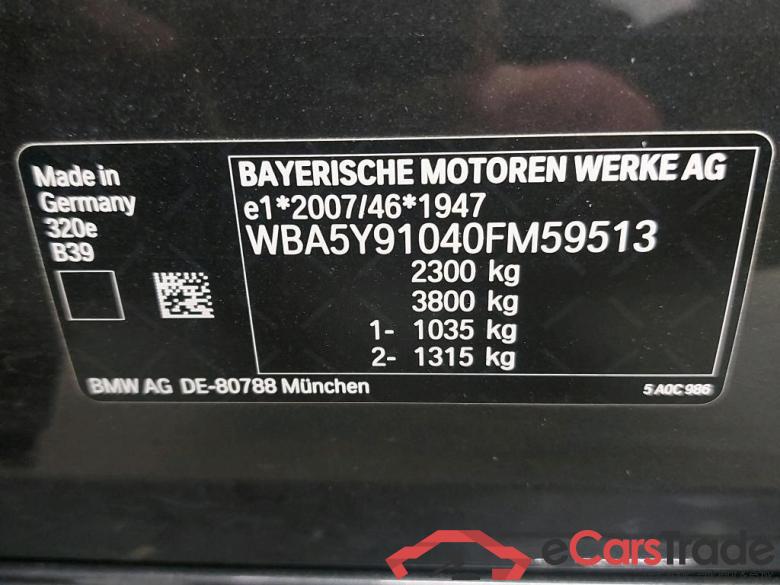 Made in
Germany
320e
B39
BAYERISCHE MOTOREN WERKE AG
e1*2007/46*1947
WBA5Y91040FM59513
2300 kg
3800 kg
1- 1035 kg
2- 1315 kg
BMW AG DE-80788 München
5 A0C 986
eCarsTrade